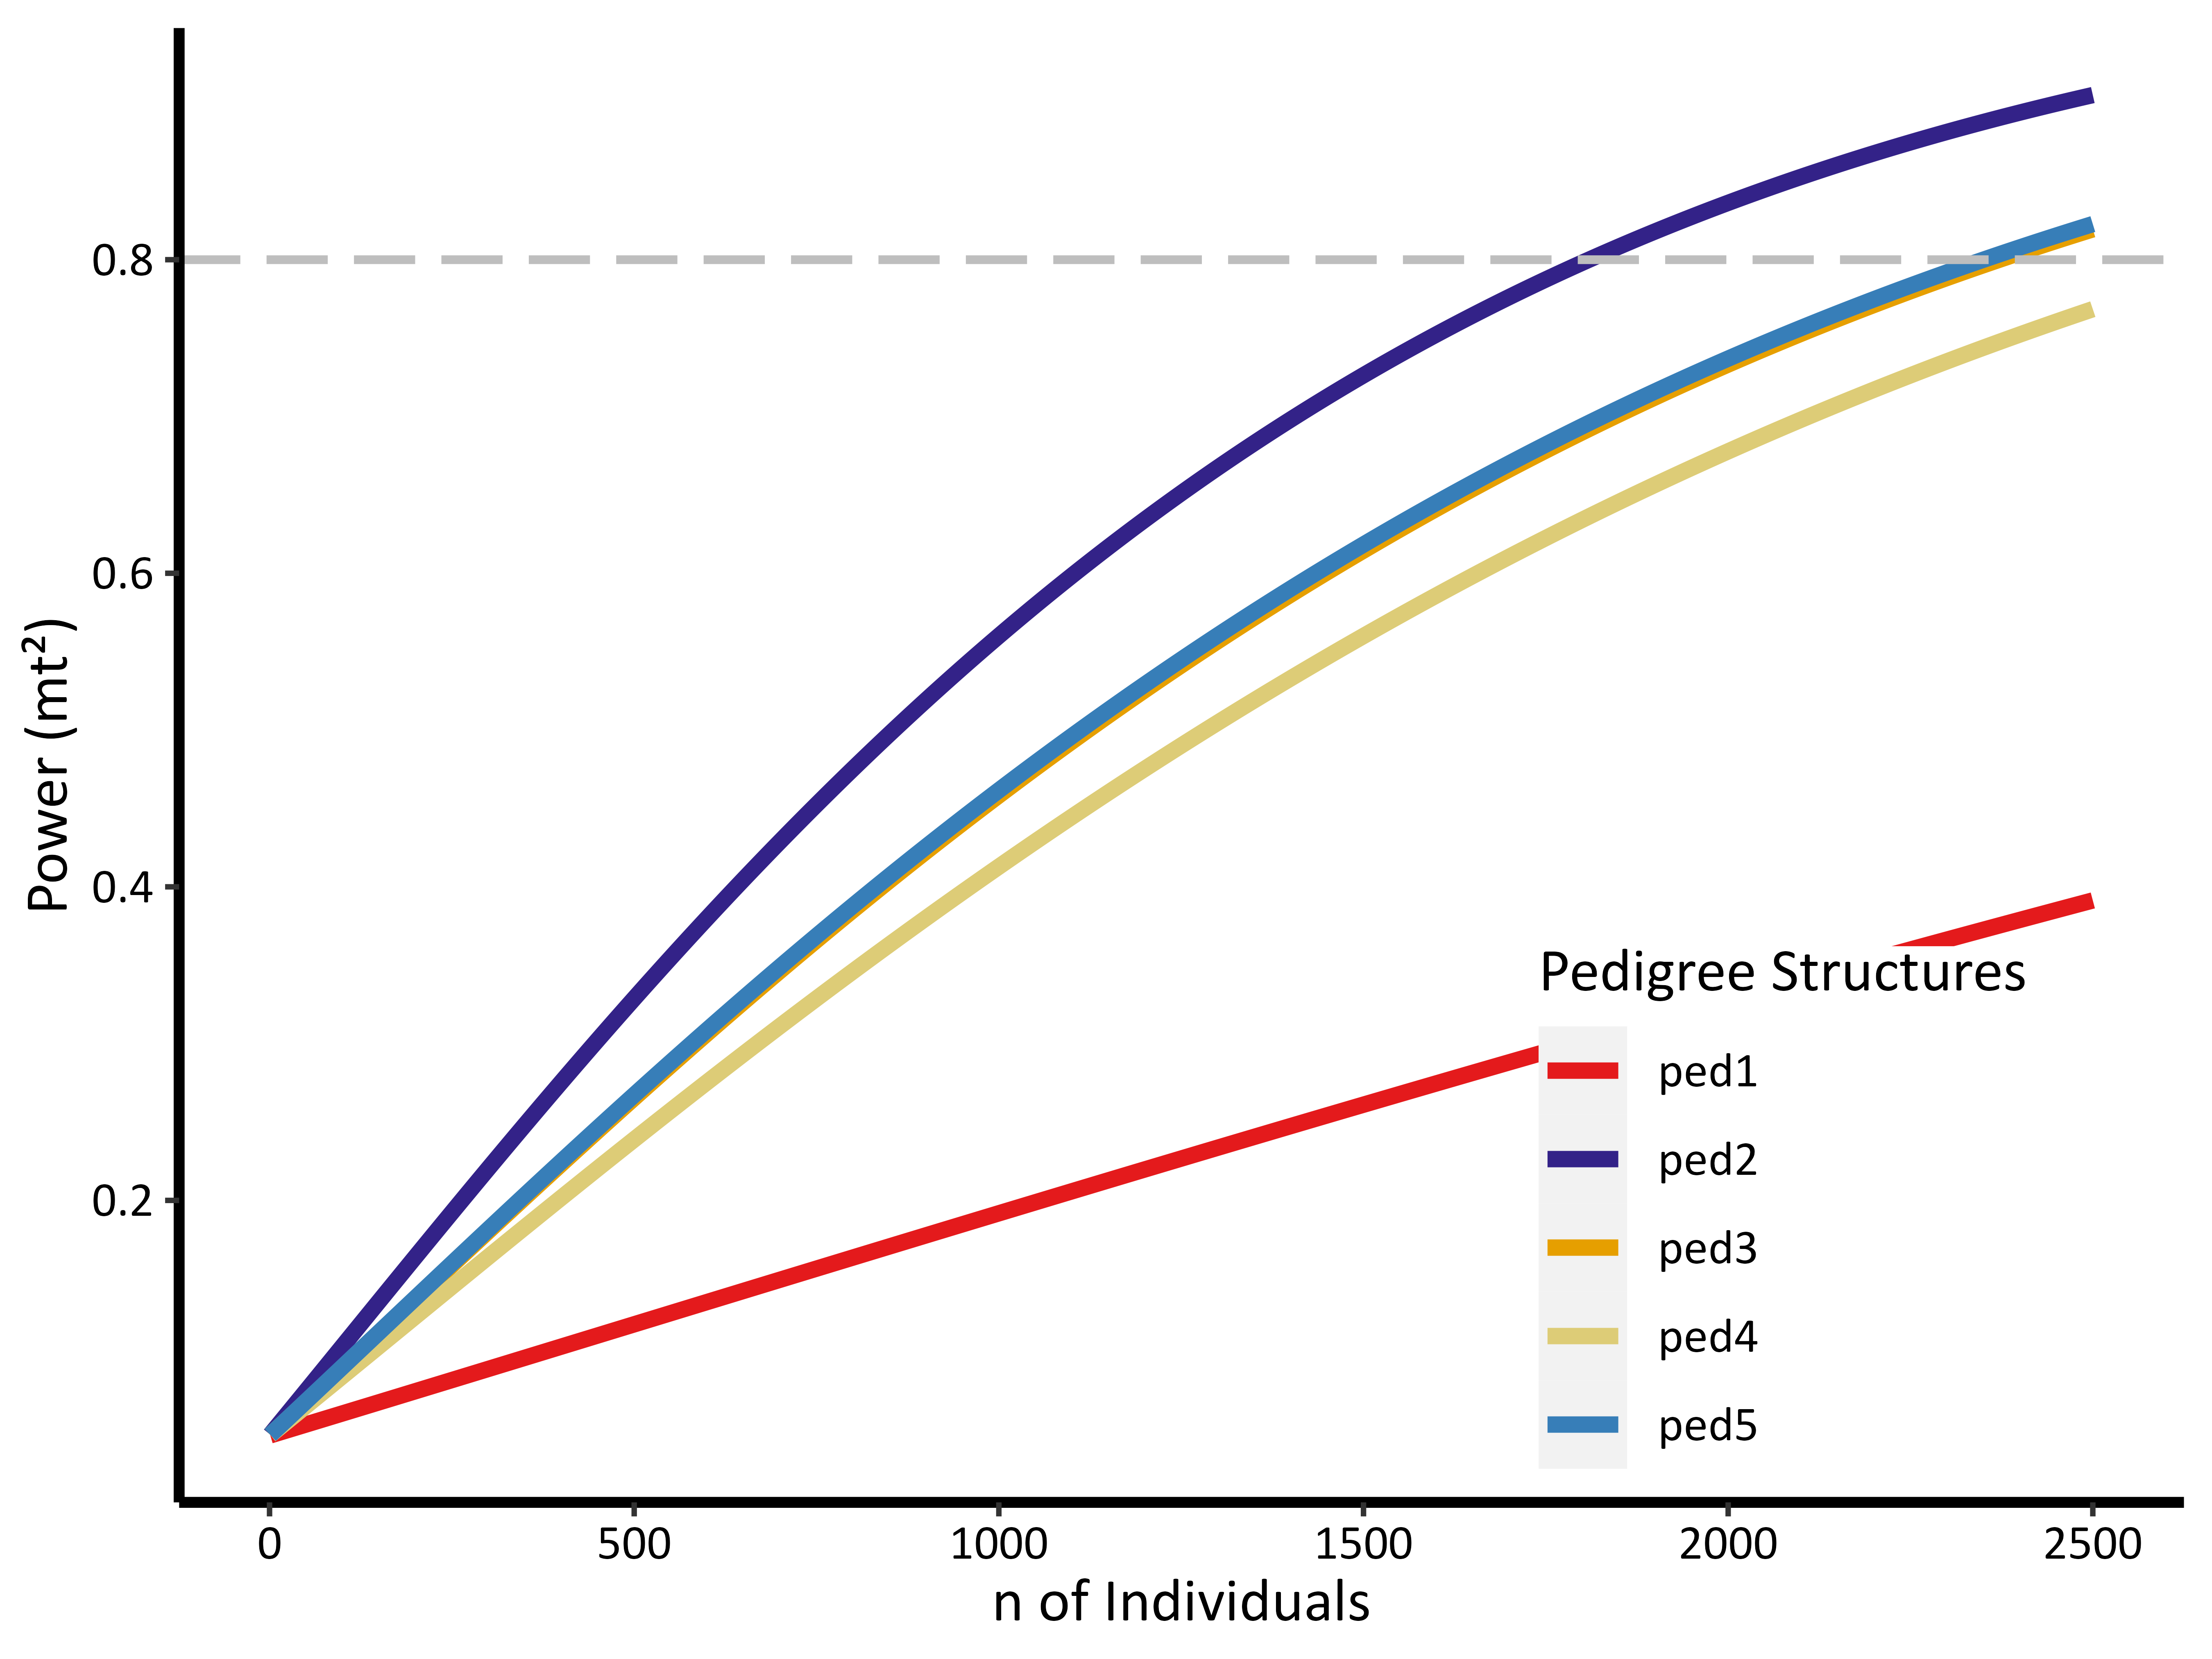 Power (mt²)
0.8
0.6
0.4
0.2
Pedigree Structures
ped1
ped2
ped3
ped4
ped5
0 500 1000 1500 2000 2500
n of Individuals